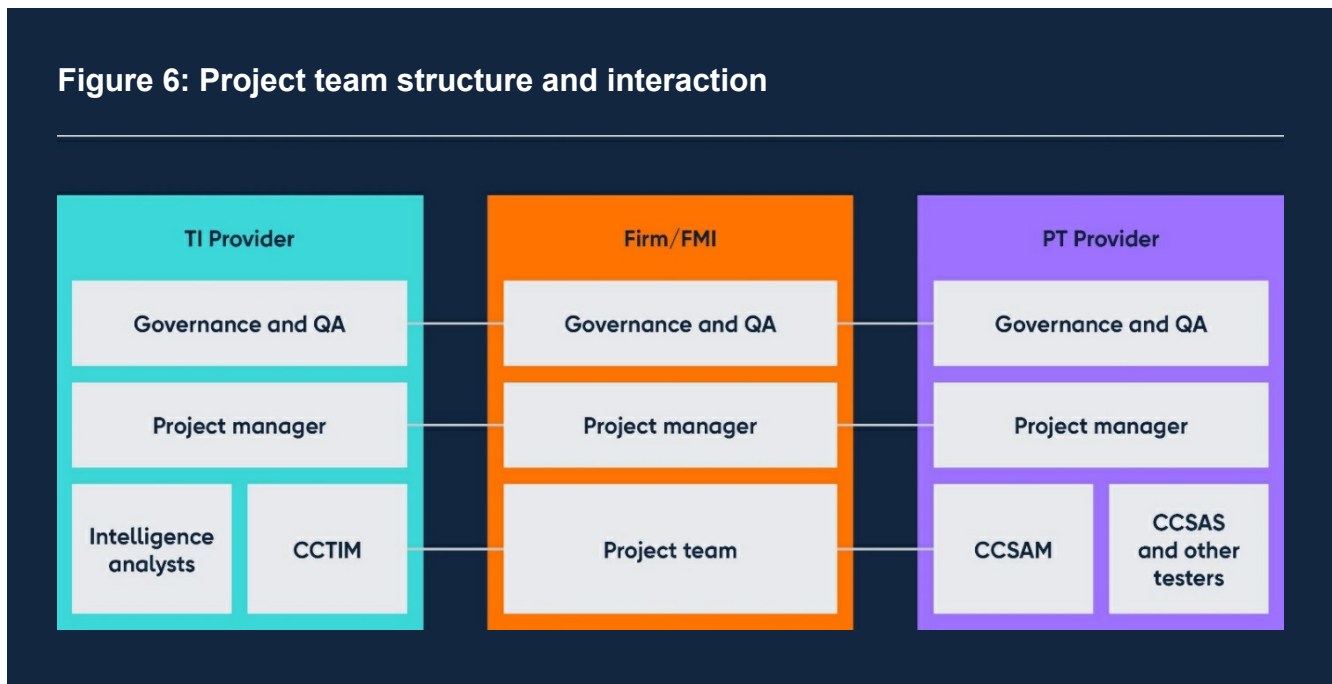 Figure 6: Project team structure and interaction
TI Provider
Governance and QA
Project manager
Intelligence
analysts
CCTIM
Firm/FMI
Governance and QA
Project manager
Project team
PT Provider
Governance and QA
Project manager
CCSAM
CCSAS
and other
testers